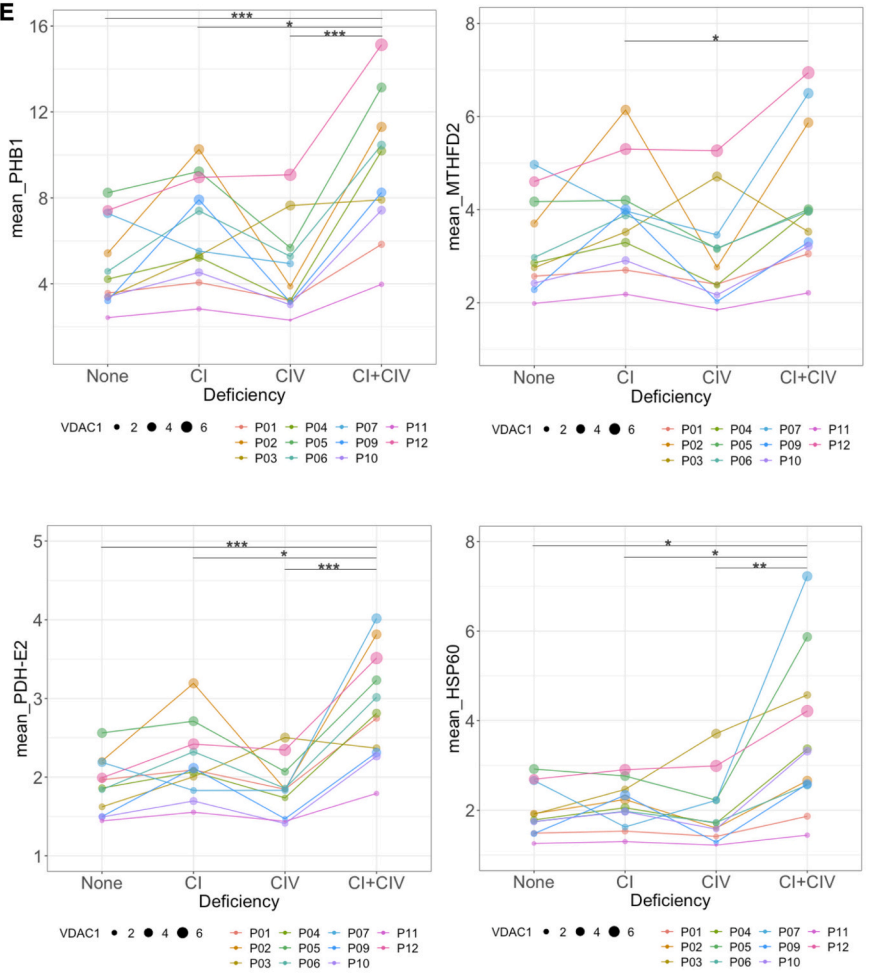 E
***
*
***
16
12
8
4
mean_PHB1
None CI CIV CI+CIV
Deficiency
VDAC1 2 4 6
P01 P04 P07 P11
P02 P05 P09 P12
P03 P06 P10
*
8
6
4
2
mean_MTHFD2
None CI CIV CI+CIV
Deficiency
VDAC1 2 4 6
P01 P04 P07 P11
P02 P05 P09 P12
P03 P06 P10
***
*
***
5
4
3
2
1
mean_PDH-E2
None CI CIV CI+CIV
Deficiency
VDAC1 2 4 6
P01 P04 P07 P11
P02 P05 P09 P12
P03 P06 P10
*
*
**
8
6
4
2
mean_HSP60
None CI CIV CI+CIV
Deficiency
VDAC1 2 4 6
P01 P04 P07 P11
P02 P05 P09 P12
P03 P06 P10